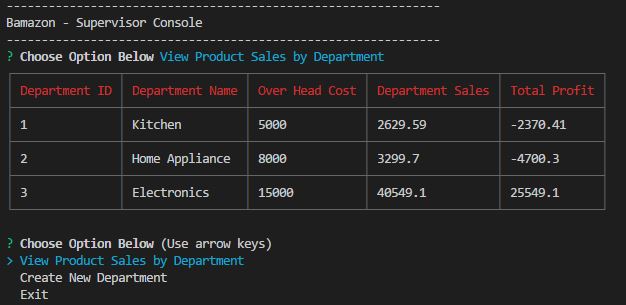 ----------------------------------------------------------------
Bamazon - Supervisor Console
----------------------------------------------------------------
? Choose Option Below View Product Sales by Department
Department ID Department Name Over Head Cost Department Sales Total Profit
1 Kitchen 5000 2629.59 -2370.41
2 Home Appliance 8000 3299.7 -4700.3
3 Electronics 15000 40549.1 25549.1
? Choose Option Below (Use arrow keys)
> View Product Sales by Department
Create New Department
Exit